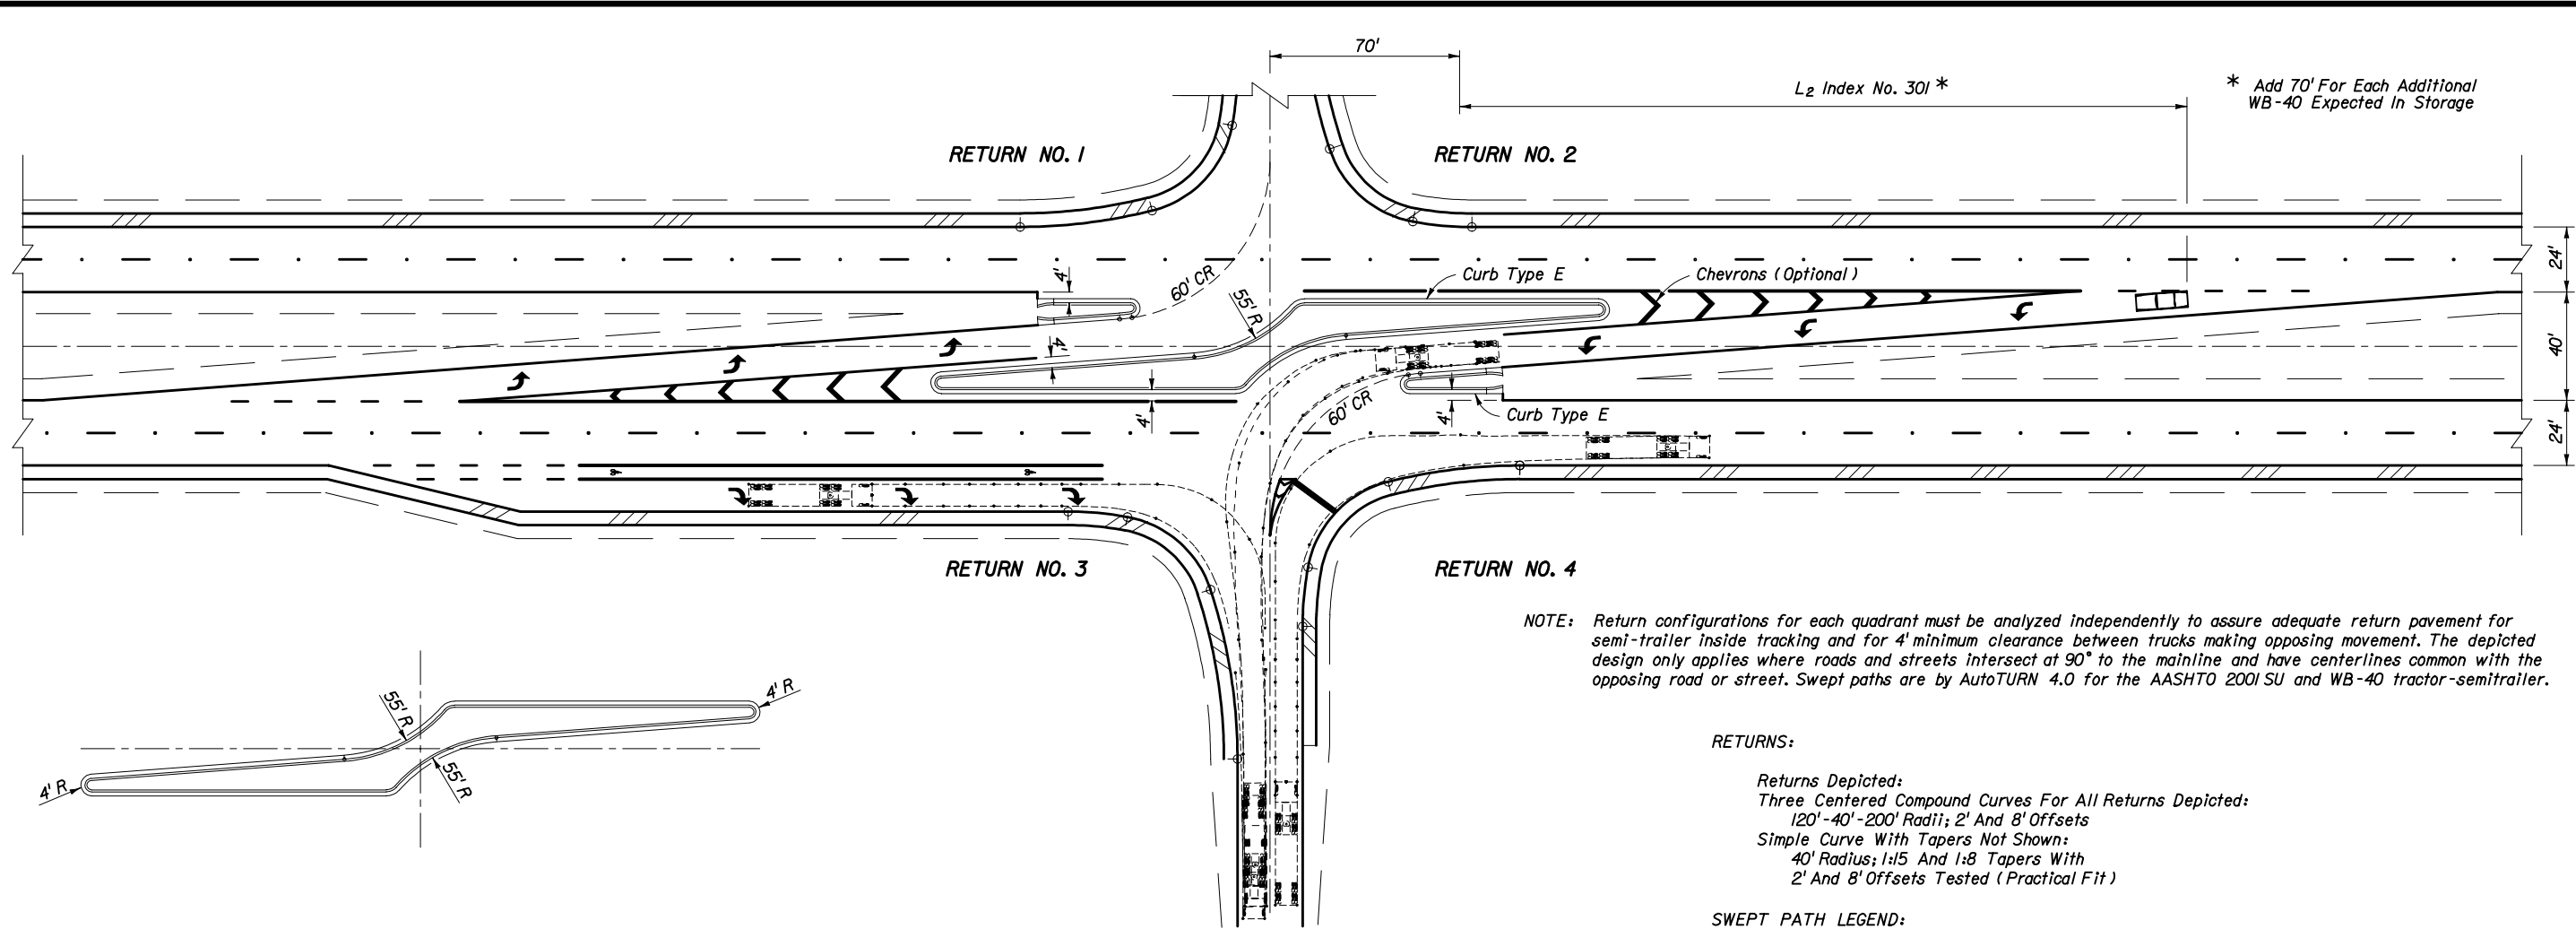 70'
L2 Index No. 301 *
* Add 70' For Each Additional
WB-40 Expected In Storage
RETURN NO. 1
RETURN NO. 2
24'
4'
60' CR
55' R
Curb Type E
Chevrons (Optional)
40'
4'
4'
60' CR
4'
Curb Type E
24'
RETURN NO. 3
RETURN NO. 4
NOTE: Return configurations for each quadrant must be analyzed independently to assure adequate return pavement for
semi-trailer inside tracking and for 4' minimum clearance between trucks making opposing movement. The depicted
design only applies where roads and streets intersect at 90° to the mainline and have centerlines common with the
opposing road or street. Swept paths are by AutoTURN 4.0 for the AASHTO 2001 SU and WB-40 tractor-semitrailer.
55' R
4' R
4' R
55' R
RETURNS:
Returns Depicted:
Three Centered Compound Curves For All Returns Depicted:
120'-40'-200' Radii; 2' And 8' Offsets
Simple Curve With Tapers Not Shown:
40' Radius; 1:15 And 1:8 Tapers With
2' And 8' Offsets Tested (Practical Fit)
SWEPT PATH LEGEND: